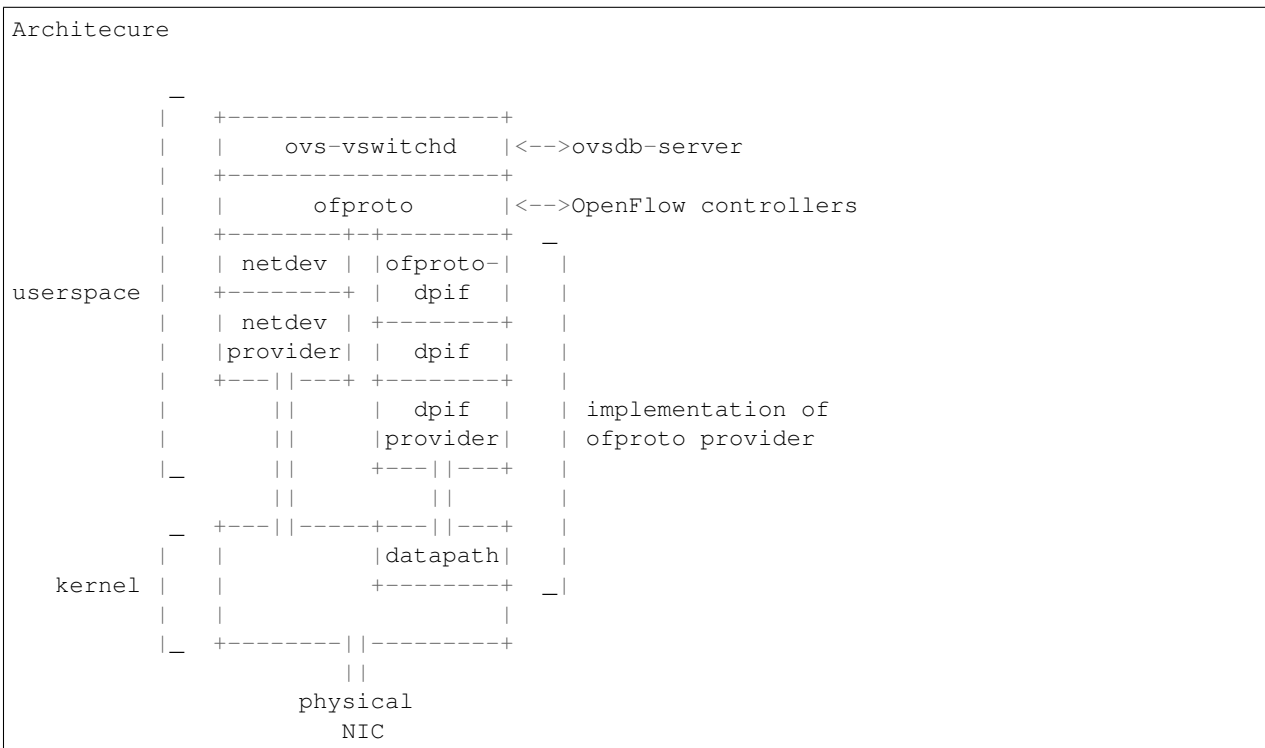 Architecure
ovs-vswitchd |<-->ovsdb-server
ofproto |<-->OpenFlow controllers
netdev | |ofproto-|
userspace | dpif
netdev
|provider| | dpif
dpif | implementation of
|provider| | ofproto provider
|datapath|
kernel
physical
NIC